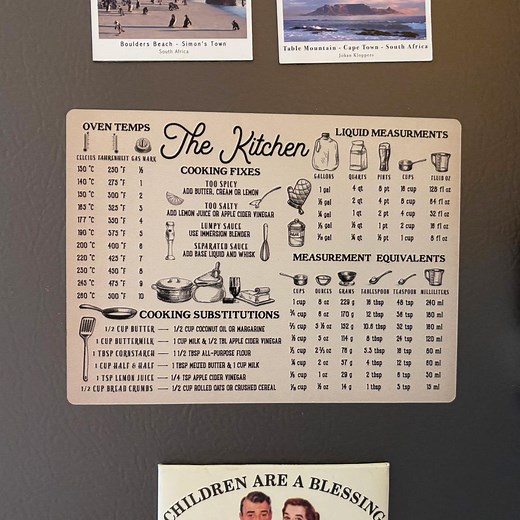 Boulders Beach - Simon's Town
South Africa
Table Mountain - Cape Town - South Africa
Johan Kloppers
The Kitchen
OVEN TEMPS
CELCIUS FAHRENHEIT GAS MARK
130 °C 250 °F ½
140 °C 275 °F 1
150 °C 300 °F 2
165 °C 325 °F 3
177 °C 350 °F 4
190 °C 375 °F 5
200 °C 400 °F 6
220 °C 425 °F 7
230 °C 450 °F 8
245 °C 475 °F 9
260 °C 500 °F 10
COOKING FIXES
TOO SPICY
ADD BUTTER, CREAM OR LEMON
TOO SALTY
ADD LEMON JUICE OR APPLE CIDER VINEGAR
LUMPY SAUCE
USE IMMERSION BLENDER
SEPARATED SAUCE
ADD BASE LIQUID AND WHISK
LIQUID MEASURMENTS
GALLONS QUARTS PINTS CUPS FLUID OZ
1 gal 4 qt 8 pt 16 cup 128 fl oz
½ gal 2 qt 4 pt 8 cup 64 fl oz
¼ gal 1 qt 2 pt 4 cup 32 fl oz
gal ½ qt 1 pt 2 cup 16 fl oz
gal ¼ qt ½ pt 1 cup 8 fl oz
MEASUREMENT EQUIVALENTS
CUPS OUNCES GRAMS TABLESPOOR TEASPOOR MILLILETERS
1 cup 8 oz 229 g 16 tbsp 48 tsp 240 ml
¾ cup 6 oz 170 g 12 tbsp 36 tsp 180 ml
⅔ cup 5 ⅓ oz 152 g 10.6 tbsp 32 tsp 160 ml
½ cup oz 114 g 8 tbsp 24 tsp 120 ml
⅓ cup 2 ⅔ oz 76 g 5.5 tbsp 16 tsp 80 ml
¼ cup 2 oz 57 g 4 tbsp 12 tsp 60 ml
⅛ cup 1 oz 29 g 2 tbsp 6 tsp 30 ml
cup ½ oz 14 g 1 tbsp 3 tsp 15 ml
COOKING SUBSTITUTIONS
1/2 CUP BUTTER — 1/2 CUP COCONUT OIL OR MARGARINE
1 CUP BUTTERMILK — 1 CUP MILK & 1/2 TBL APPLE CIDER VINEGAR
1 TBSP CORNSTARCH — 1 1/2 TBSP ALL-PURPOSE FLOUR
1 CUP HALF & HALF — 1 TBSP MELTED BUTTER & 1 CUP MILK
1 TSP LEMON JUICE — 1/4 TSP APPLE CIDER VINEGAR
1/2 CUP BREAD CRUMBS — 1/2 CUP ROLLED OATS OR CRUSHED CEREAL
CHILDREN ARE A BLESSING